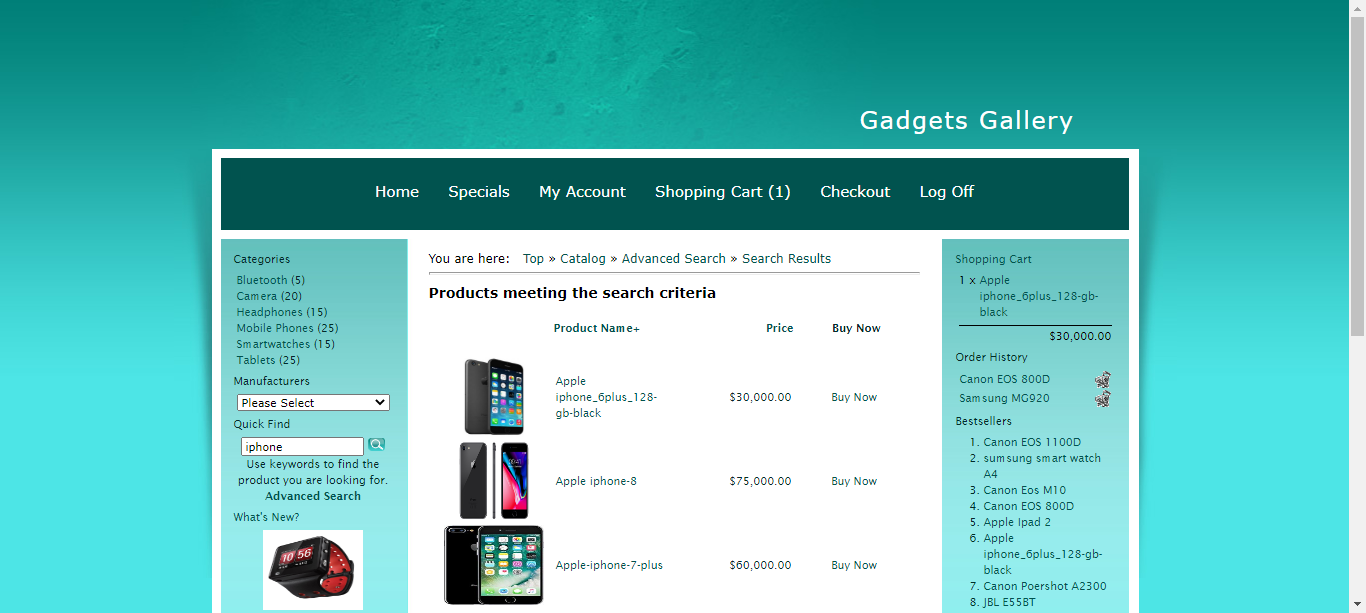 Gadgets Gallery
Home Specials My Account Shopping Cart (1) Checkout Log Off
Categories
Bluetooth (5)
Camera (20)
Headphones (15)
Mobile Phones (25)
Smartwatches (15)
Tablets (25)
Manufacturers
Please Select
Quick Find
iphone
Use keywords to find the
product you are looking for.
Advanced Search
What's New?
10 56
You are here: Top » Catalog » Advanced Search » Search Results
Products meeting the search criteria
Product Name+ Price Buy Now
Apple
iphone_6plus_128-
gb-black
$30,000.00 Buy Now
Apple iphone-8 $75,000.00 Buy Now
Apple-iphone-7-plus $60,000.00 Buy Now
Shopping Cart
1 x Apple
iphone_6plus_128-gb-
black
$30,000.00
Order History
Canon EOS 800D
Samsung MG920
Bestsellers
1. Canon EOS 1100D
2. sumsung smart watch
A4
3. Canon Eos M10
4. Canon EOS 800D
5. Apple Ipad 2
6. Apple
iphone_6plus_128-gb-
black
7. Canon Poershot A2300
8. JBL E55BT